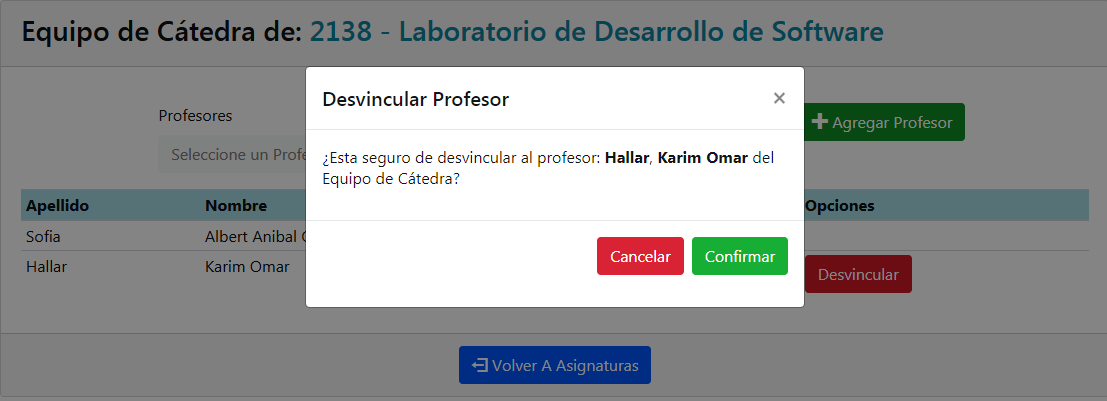 Equipo de Cátedra de: 2138 - Laboratorio de Desarrollo de Software
Desvincular Profesor ×
Profesores
Agregar Profesor
Seleccione un
¿Esta seguro de desvincular al profesor: Hallar, Karim Omar del
Equipo de Cátedra?
Apellido Nombre Opciones
Sofia Albert Anibal
Hallar Karim Omar Desvincular
Cancelar Confirmar
Volver A Asignaturas